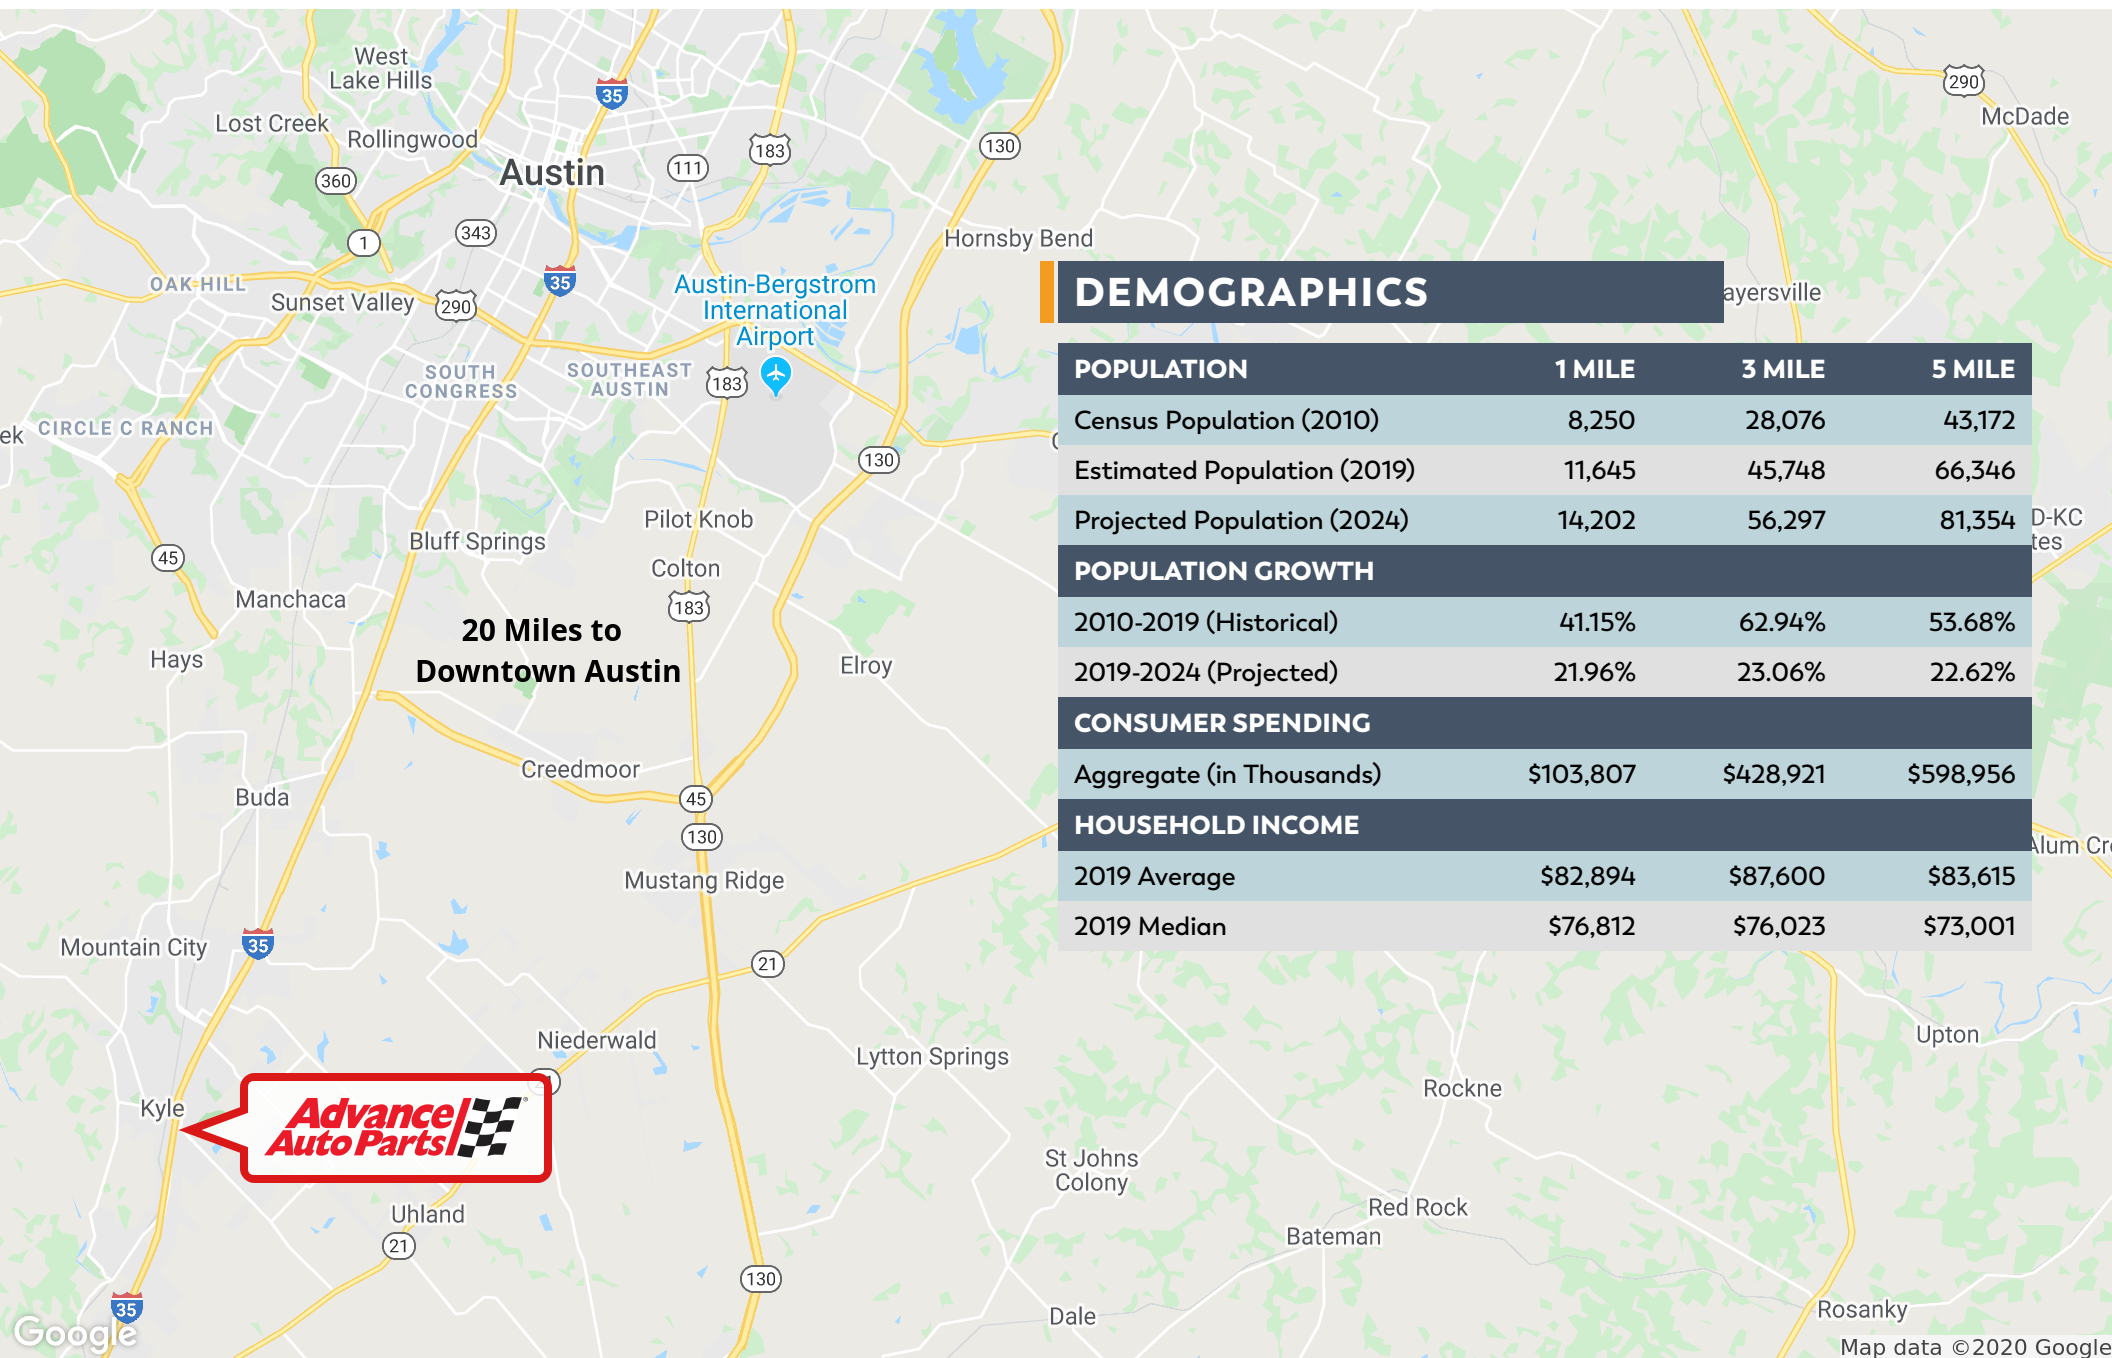 West
Lake Hills
35
290
McDade
Lost Creek
Rollingwood
183
130
Austin
111
360
343
1
Hornsby Bend
OAK HILL
35
Austin-Bergstrom
International
Airport
Sunset Valley
290
DEMOGRAPHICS
ayersville
SOUTH
CONGRESS
SOUTHEAST
AUSTIN
183
POPULATION 1 MILE 3 MILE 5 MILE
ek
CIRCLE C RANCH
Census Population (2010) 8,250 28,076 43,172
130
Estimated Population (2019) 11,645 45,748 66,346
Pilot Knob
Projected Population (2024) 14,202 56,297 81,354
D-KC
tes
Bluff Springs
45
Colton
POPULATION GROWTH
Manchaca
183
2010-2019 (Historical) 41.15% 62.94% 53.68%
20 Miles to
Downtown Austin
Hays
Elroy
2019-2024 (Projected) 21.96% 23.06% 22.62%
CONSUMER SPENDING
Creedmoor
Aggregate (in Thousands) $103,807 $428,921 $598,956
Buda
45
130
HOUSEHOLD INCOME
Alum Cr
Mustang Ridge
2019 Average $82,894 $87,600 $83,615
2019 Median $76,812 $76,023 $73,001
Mountain City
35
21
Niederwald
Lytton Springs
Upton
Rockne
Kyle
Advance
Auto Parts
St Johns
Colony
Uhland
Red Rock
Bateman
21
130
35
Dale
Rosanky
Google
Map data ©2020 Google